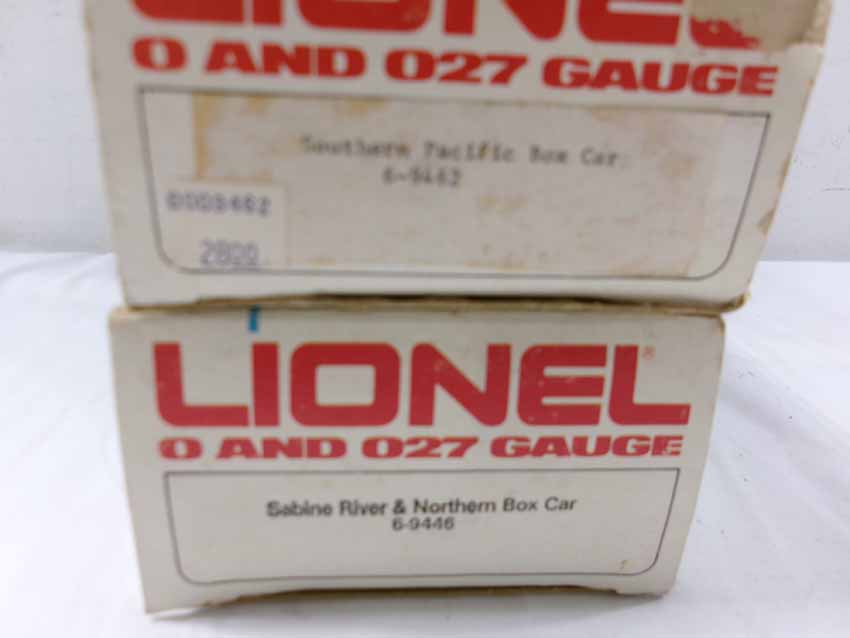 LIONEL
O AND 027 GAUGE
Southern Pacific Box Car
6-9462
0009462
2800
LIONEL®
O AND 027 GAUGE
Sabine River & Northern Box Car
6-9446